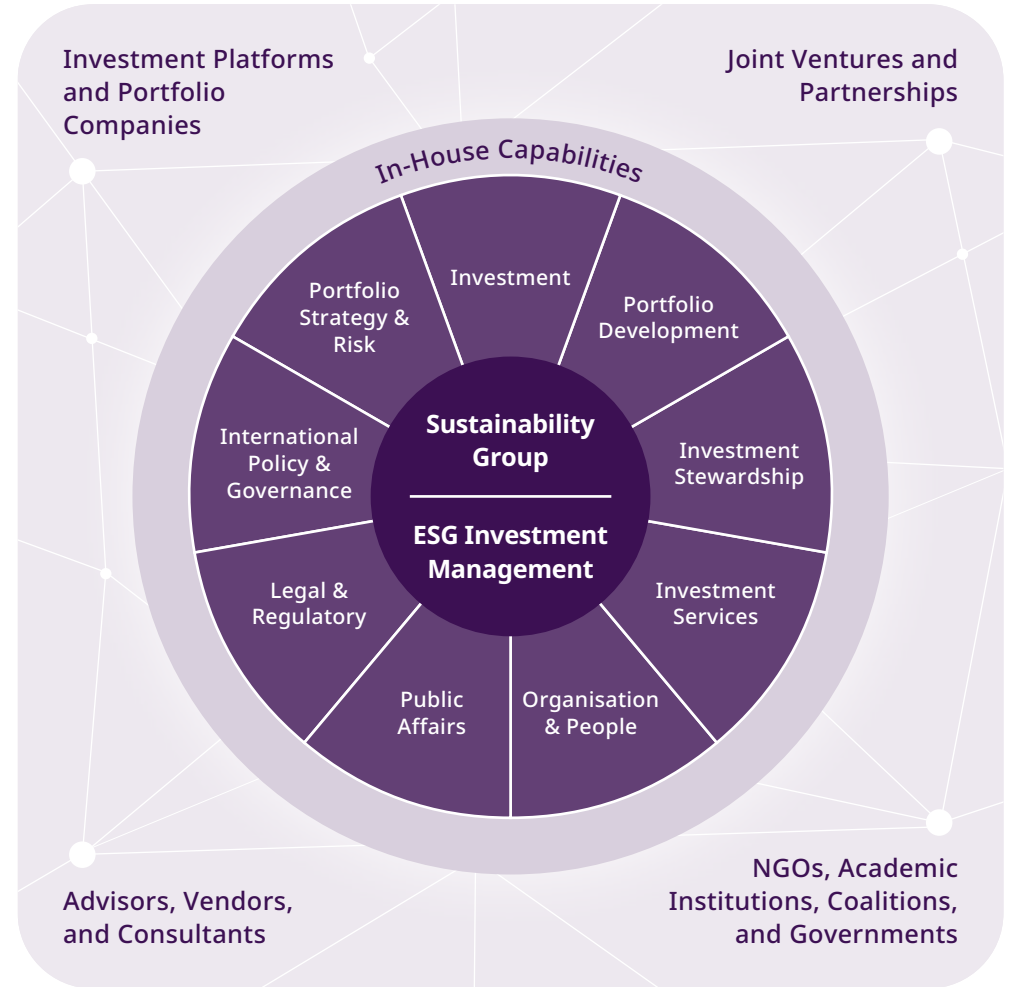 Investment Platforms
and Portfolio
Companies
Joint Ventures and
Partnerships
In-House Capabilities
Investment
Portfolio
Development
Investment
Stewardship
Investment
Services
Organisation
& People
Public
Affairs
Legal &
Regulatory
International
Policy &
Governance
Portfolio
Strategy &
Risk
Sustainability
Group
ESG Investment
Management
Advisors, Vendors,
and Consultants
NGOs, Academic
Institutions, Coalitions,
and Governments